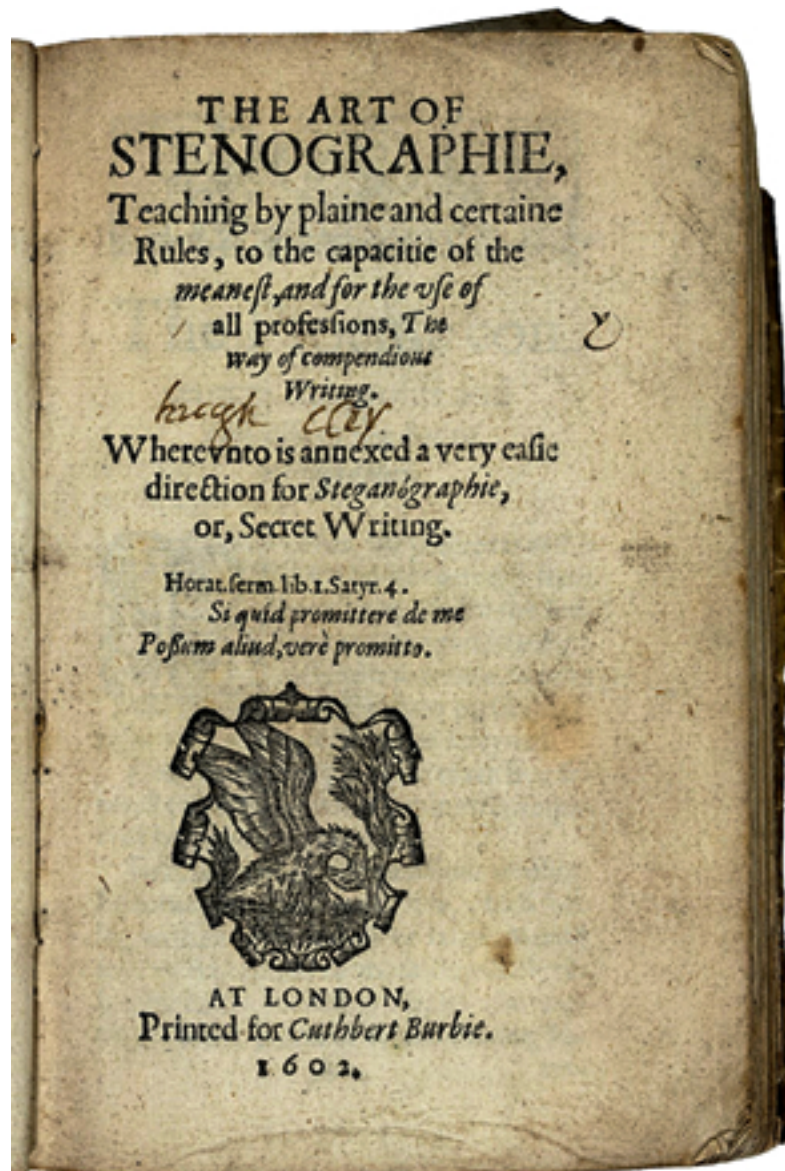 THE ART OF
STENOGRAPHIE,
Teaching by plaine and certaine
Rules, to the capacitie of the
meaneſt, and for the vſe of
all profeſsions, The
way of compendious
Writing.
Wherevnto is annexed a very eaſie
direction for Steganógraphie,
or, Secret Writing.
Horat. ſerm. lib. 1. Satyr. 4.
Si quid promittere de me
Poſſum aliud, verè promitto.
AT LONDON,
Printed for Cuthbert Burbie.
1602.